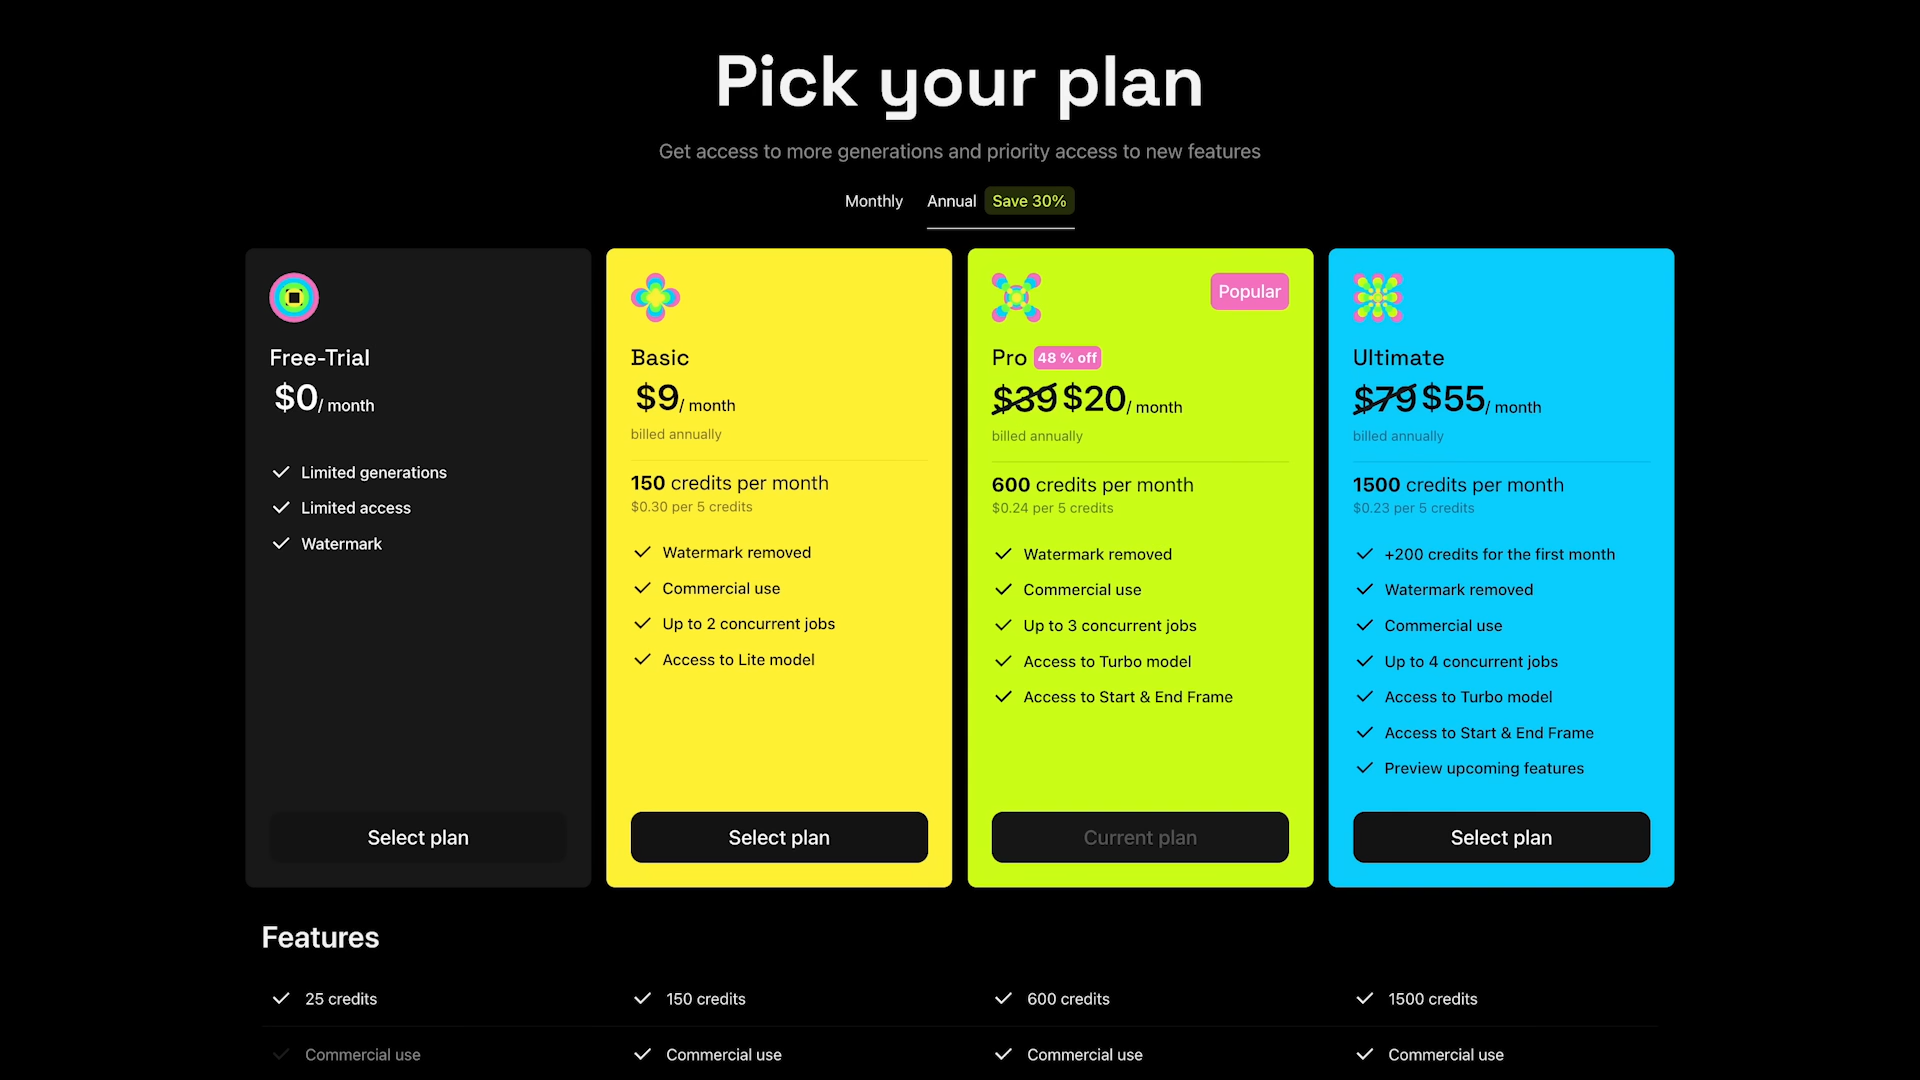 Pick your plan
Get access to more generations and priority access to new features
Monthly Annual Save 30%
Free-Trial
$0/ month
Limited generations
Limited access
Watermark
Select plan
Basic
$9/ month
billed annually
150 credits per month
$0.30 per 5 credits
Watermark removed
Commercial use
Up to 2 concurrent jobs
Access to Lite model
Select plan
Popular
Pro 48 % off
$39 $20/ month
billed annually
600 credits per month
$0.24 per 5 credits
Watermark removed
Commercial use
Up to 3 concurrent jobs
Access to Turbo model
Access to Start & End Frame
Current plan
Ultimate
$79 $55/ month
billed annually
1500 credits per month
$0.23 per 5 credits
+200 credits for the first month
Watermark removed
Commercial use
Up to 4 concurrent jobs
Access to Turbo model
Access to Start & End Frame
Preview upcoming features
Select plan
Features
25 credits
150 credits
600 credits
1500 credits
Commercial use
Commercial use
Commercial use
Commercial use